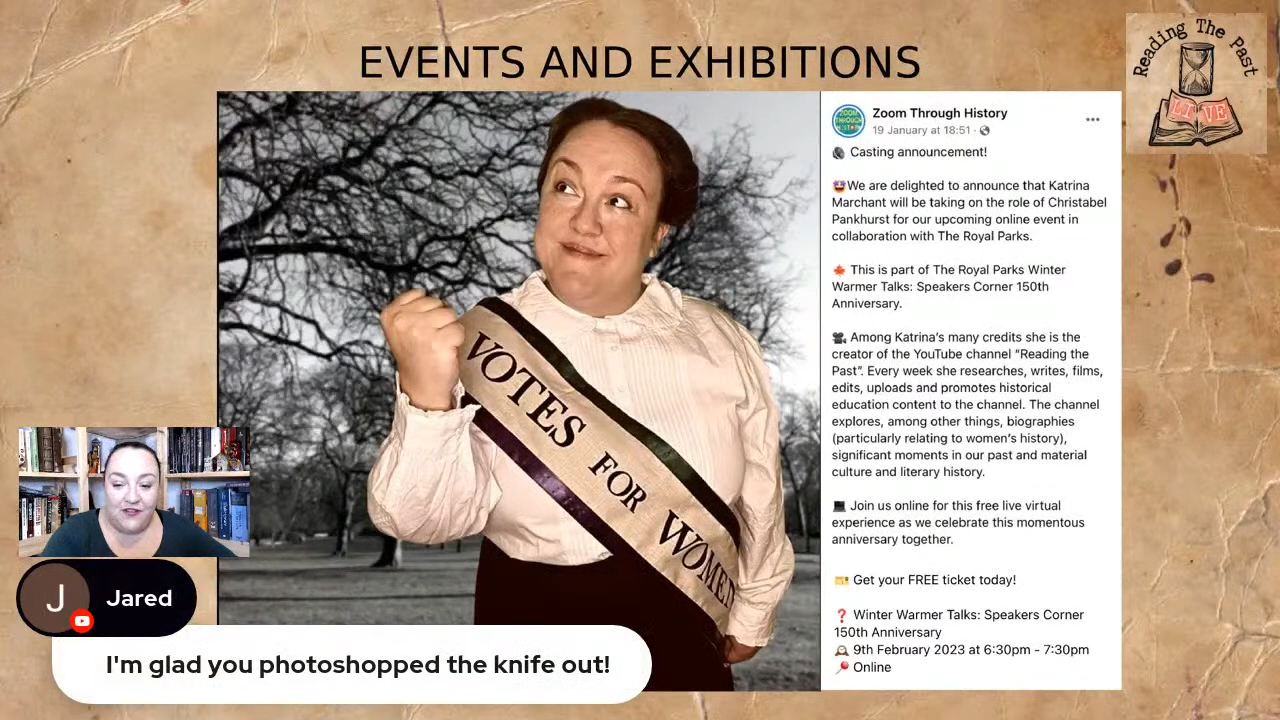 EVENTS AND EXHIBITIONS
Reading The Past
LIVE
Zoom Through History
19 January at 18:51 ·
Casting announcement!
We are delighted to announce that Katrina
Marchant will be taking on the role of Christabel
Pankhurst for our upcoming online event in
collaboration with The Royal Parks.
This is part of The Royal Parks Winter
Warmer Talks: Speakers Corner 150th
Anniversary.
Among Katrina's many credits she is the
creator of the YouTube channel "Reading the
Past". Every week she researches, writes, films,
edits, uploads and promotes historical
education content to the channel. The channel
explores, among other things, biographies
(particularly relating to women's history),
significant moments in our past and material
culture and literary history.
Join us online for this free live virtual
experience as we celebrate this momentous
anniversary together.
Get your FREE ticket today!
Winter Warmer Talks: Speakers Corner
150th Anniversary
9th February 2023 at 6:30pm - 7:30pm
Online
VOTES FOR WOMEN
J
Jared
I'm glad you photoshopped the knife out!